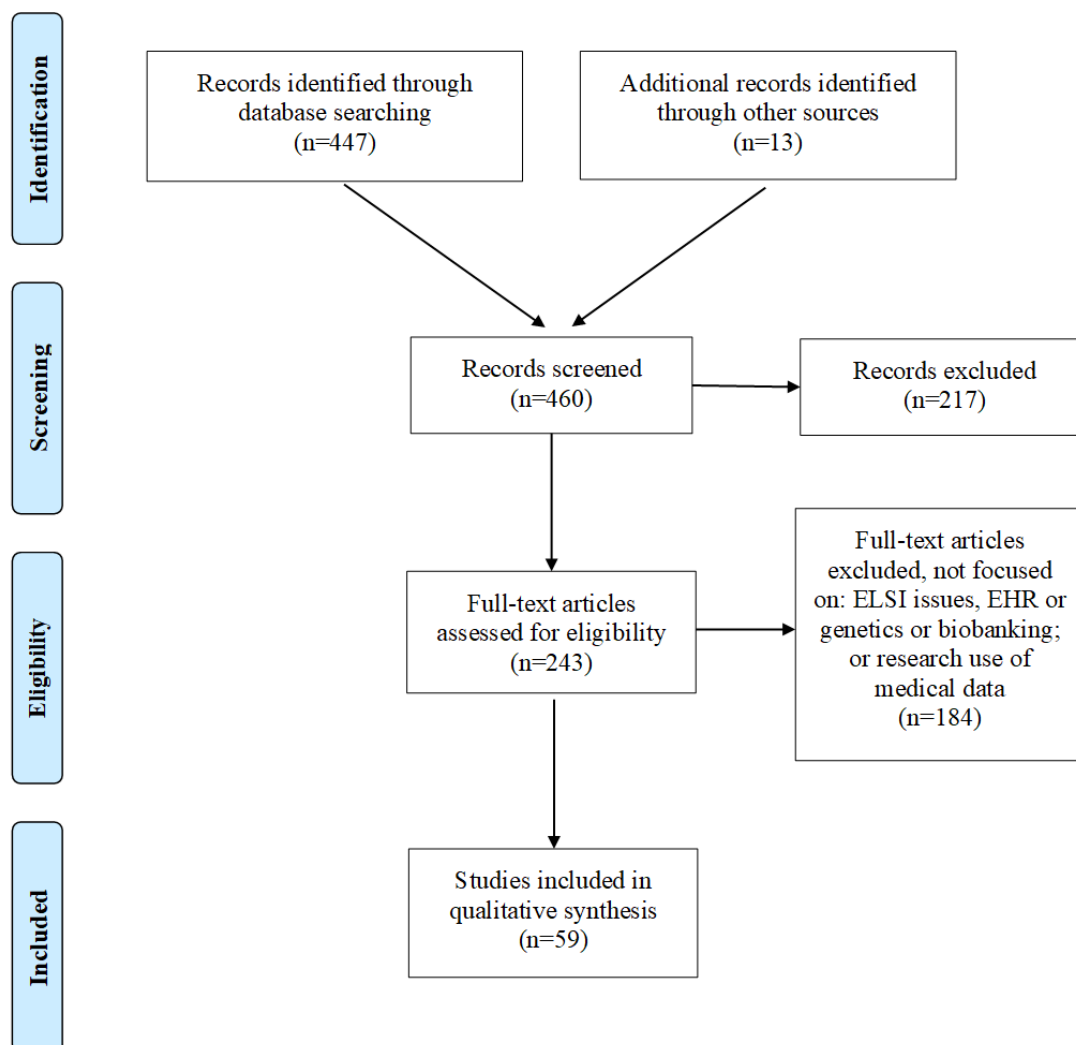 Identification
Records identified through
database searching
(n=447)
Additional records identified
through other sources
(n=13)
Screening
Records screened
(n=460)
Records excluded
(n=217)
Eligibility
Full-text articles
assessed for eligibility
(n=243)
Full-text articles
excluded, not focused
on: ELSI issues, EHR or
genetics or biobanking;
or research use of
medical data
(n=184)
Included
Studies included in
qualitative synthesis
(n=59)